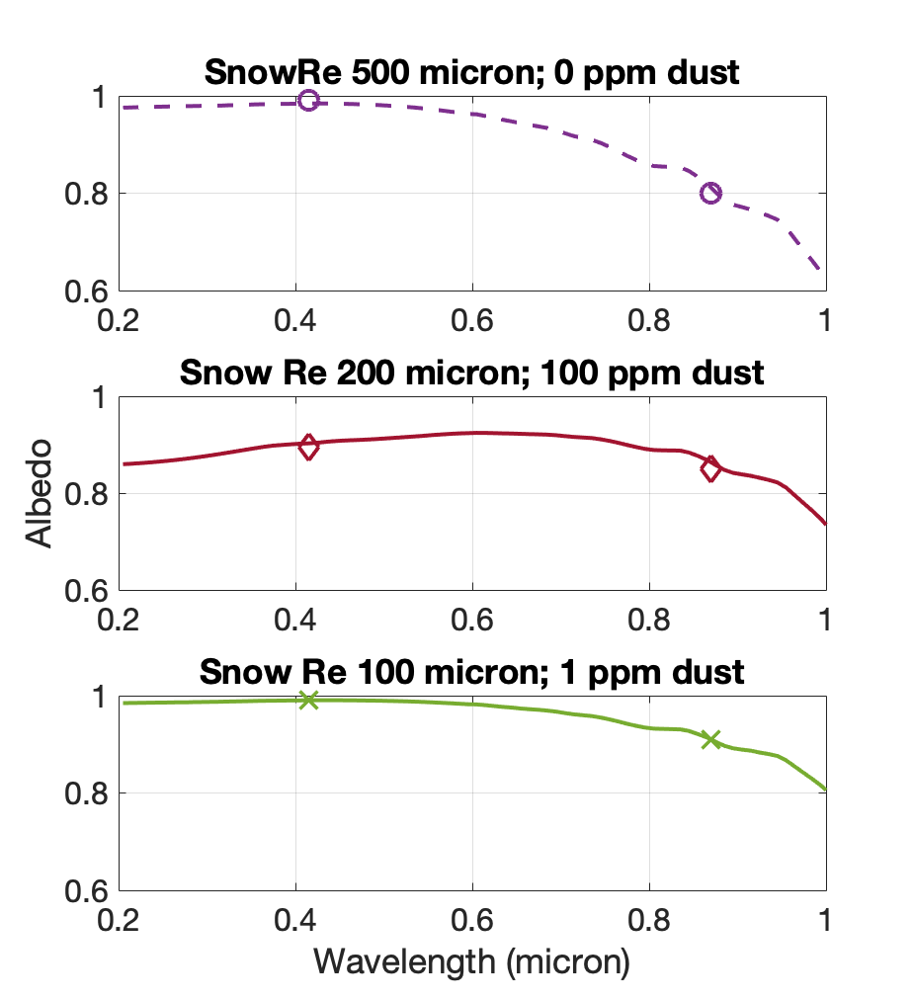 SnowRe 500 micron; 0 ppm dust
1
0.8
0.6
0.2 0.4 0.6 0.8 1
Snow Re 200 micron; 100 ppm dust
1
0.8
0.6
0.2 0.4 0.6 0.8 1
Albedo
Snow Re 100 micron; 1 ppm dust
1
0.8
0.6
0.2 0.4 0.6 0.8 1
Wavelength (micron)